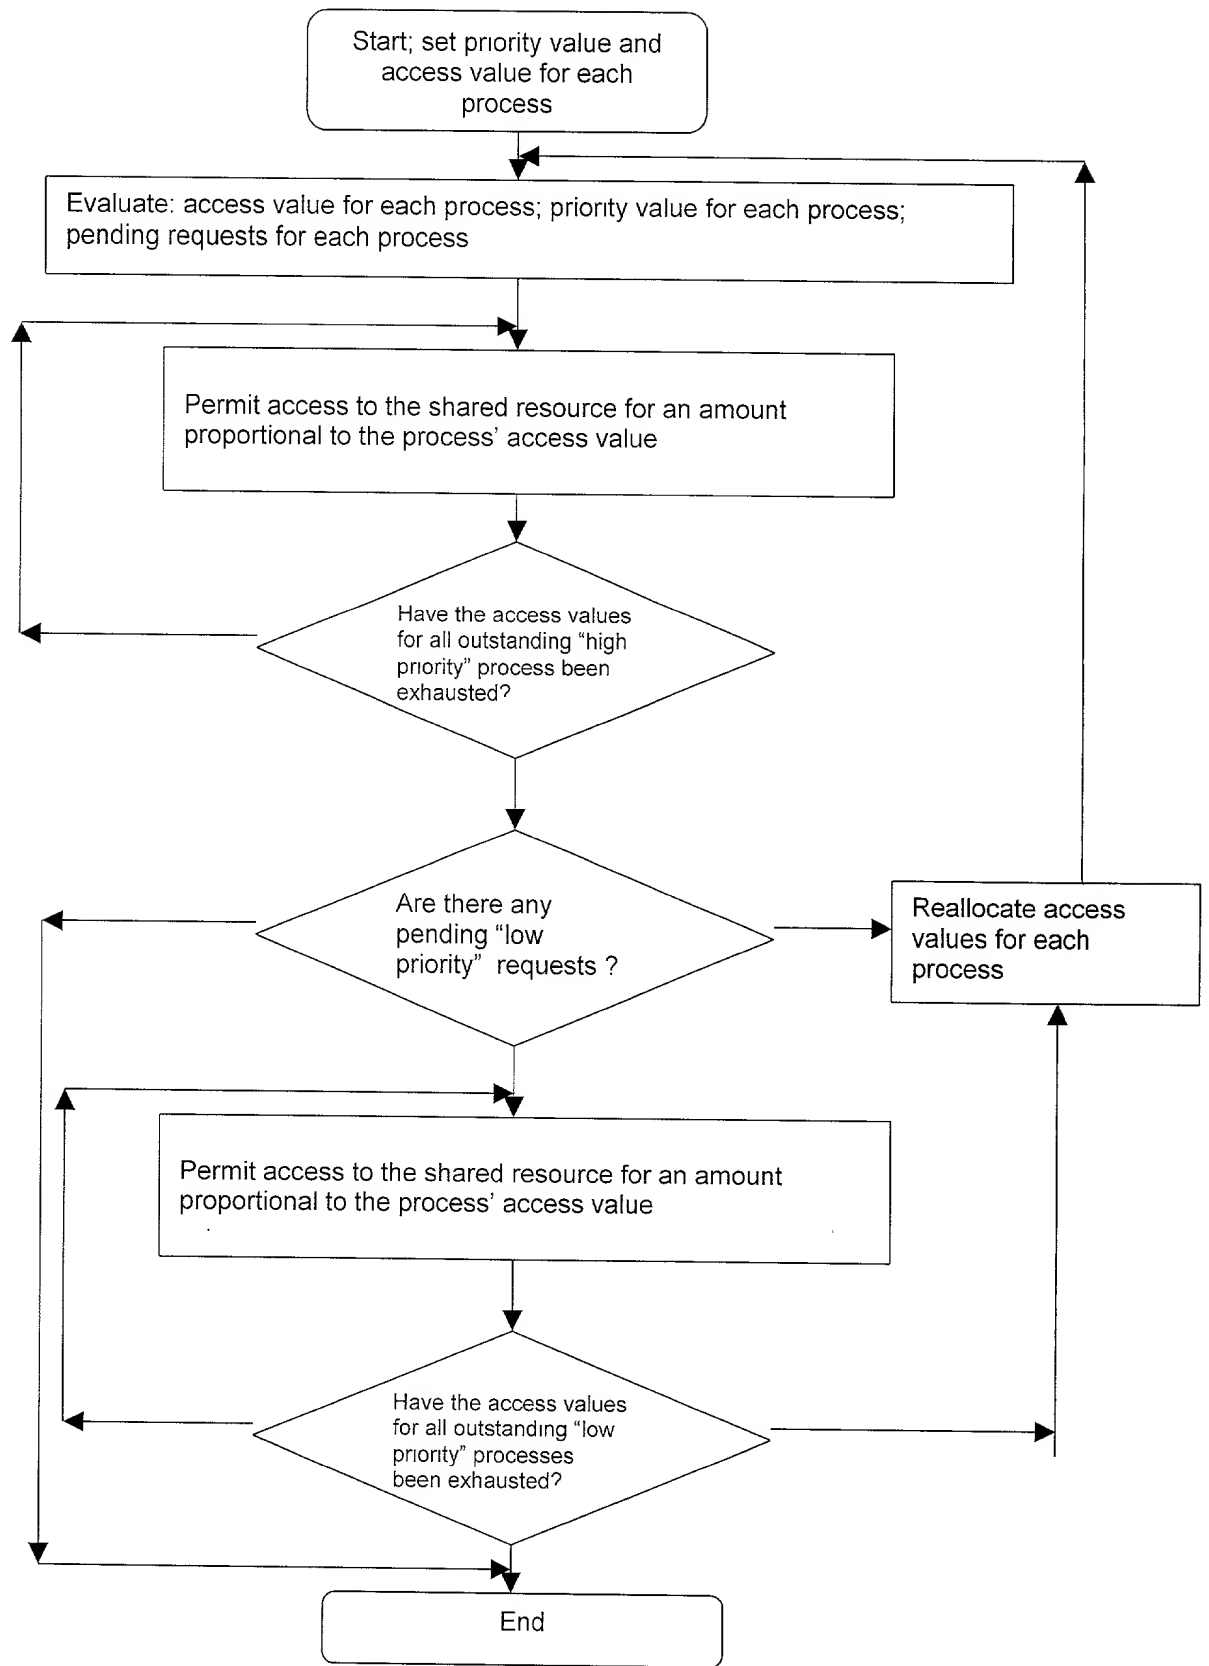 Start; set priority value and
access value for each
process
Evaluate: access value for each process; priority value for each process;
pending requests for each process
Permit access to the shared resource for an amount
proportional to the process’ access value
Have the access values
for all outstanding “high
priority” process been
exhausted?
Are there any
pending “low
priority” requests ?
Reallocate access
values for each
process
Permit access to the shared resource for an amount
proportional to the process’ access value
Have the access values
for all outstanding “low
priority” processes
been exhausted?
End